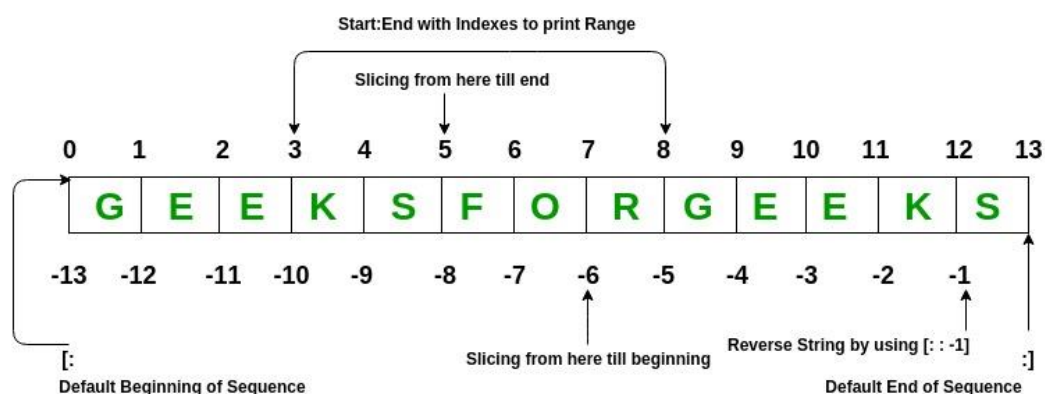 Start:End with Indexes to print Range
Slicing from here till end
0 1 2 3 4 5 6 7 8 9 10 11 12 13
G E E K S F O R G E E K S
-13 -12 -11 -10 -9 -8 -7 -6 -5 -4 -3 -2 -1
[: Slicing from here till beginning Reverse String by using [: : -1] :]
Default Beginning of Sequence Default End of Sequence